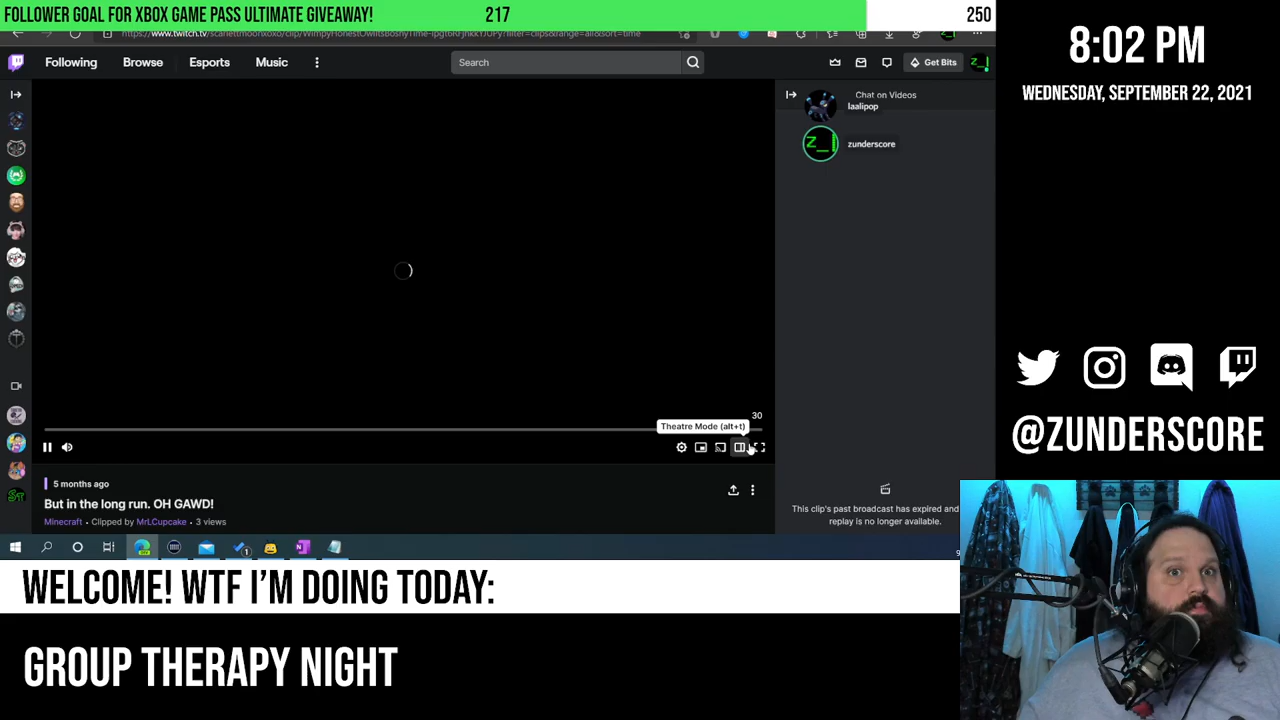 FOLLOWER GOAL FOR XBOX GAME PASS ULTIMATE GIVEAWAY! 217 250
8:02 PM
WEDNESDAY, SEPTEMBER 22, 2021
Following Browse Esports Music Search Get Bits
Chat on Videos
laalipop
zunderscore
30
Theatre Mode (alt+t)
5 months ago
But in the long run. OH GAWD!
Minecraft • Clipped by MrLCupcake • 3 views
This clip's past broadcast has expired and
replay is no longer available.
@ZUNDERSCORE
WELCOME! WTF I'M DOING TODAY:
GROUP THERAPY NIGHT